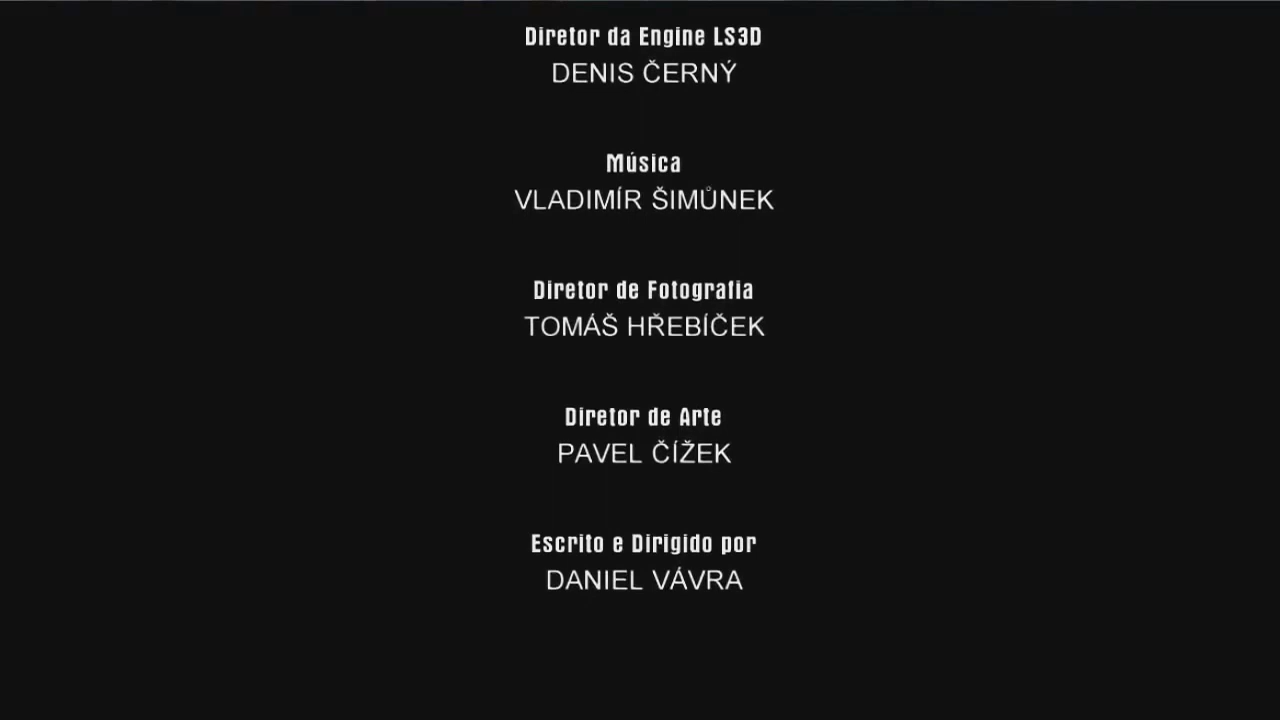 Diretor da Engine LS3D
DENIS ČERNÝ
Música
VLADIMÍR ŠIMŮNEK
Diretor de Fotografia
TOMÁŠ HŘEBÍČEK
Diretor de Arte
PAVEL ČÍŽEK
Escrito e Dirigido por
DANIEL VÁVRA